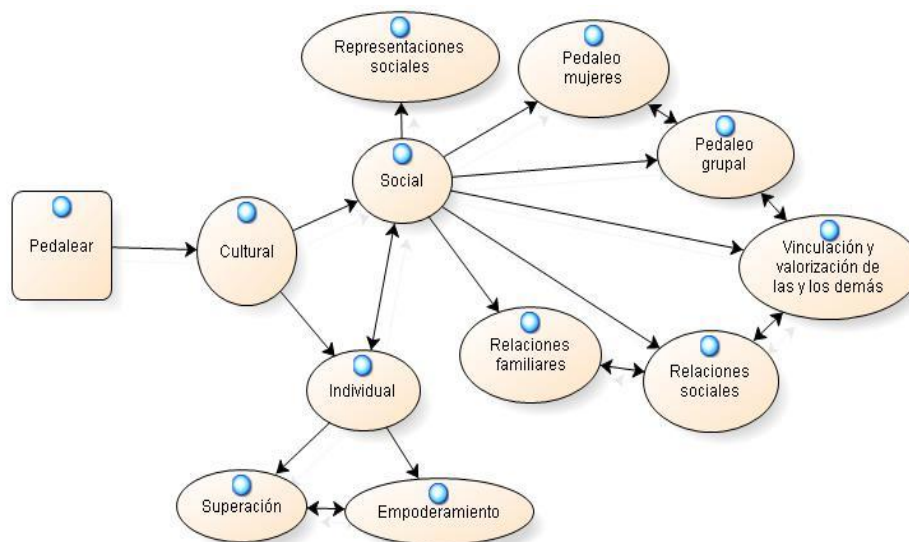 Representaciones
sociales
Pedaleo
mujeres
Pedaleo
grupal
Social
Pedalear
Cultural
Vinculación y
valorización de
las y los demás
Relaciones
familiares
Relaciones
sociales
Individual
Superación
Empoderamiento